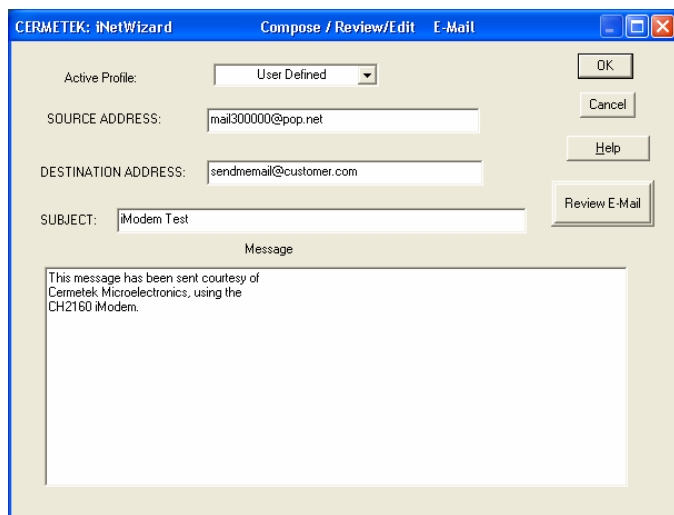 CERMETEK: iNetWizard Compose / Review/Edit E-Mail
Active Profile: User Defined
OK
SOURCE ADDRESS: mail300000@pop.net
Cancel
Help
DESTINATION ADDRESS: sendmemail@customer.com
Review E-Mail
SUBJECT: iModem Test
Message
This message has been sent courtesy of
Cermetek Microelectronics, using the
CH2160 iModem.